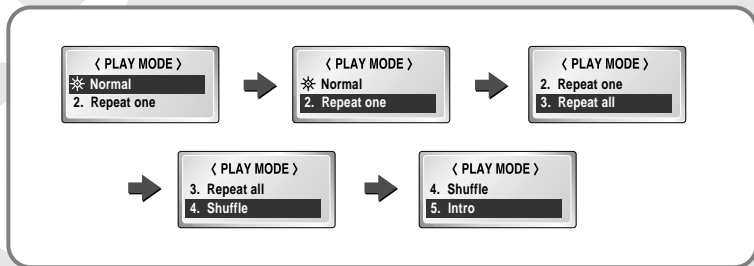 〈 PLAY MODE 〉
※ Normal
2. Repeat one
〈 PLAY MODE 〉
※ Normal
2. Repeat one
〈 PLAY MODE 〉
2. Repeat one
3. Repeat all
〈 PLAY MODE 〉
3. Repeat all
4. Shuffle
〈 PLAY MODE 〉
4. Shuffle
5. Intro